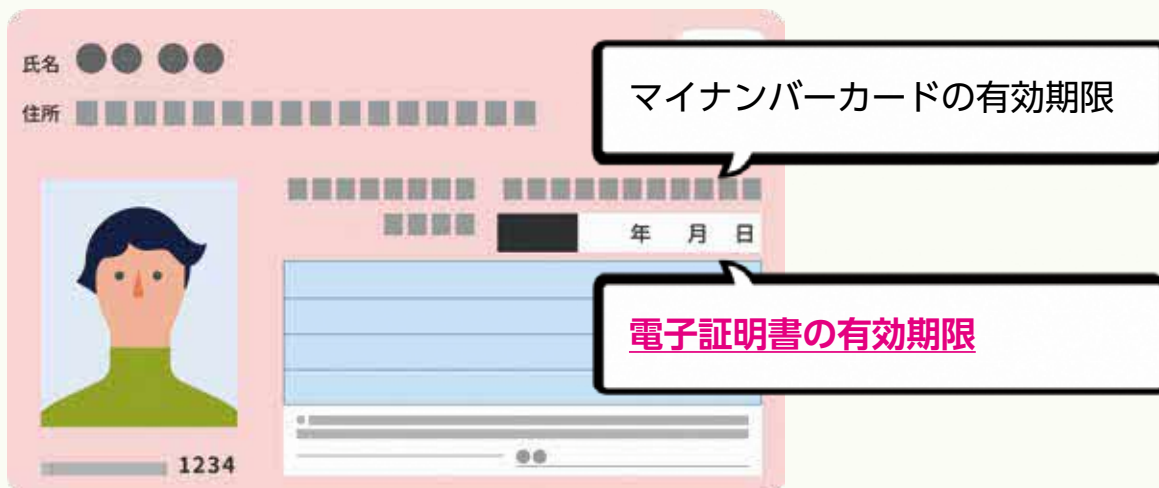 氏名
住所
マイナンバーカードの有効期限
年 月 日
電子証明書の有効期限
1234